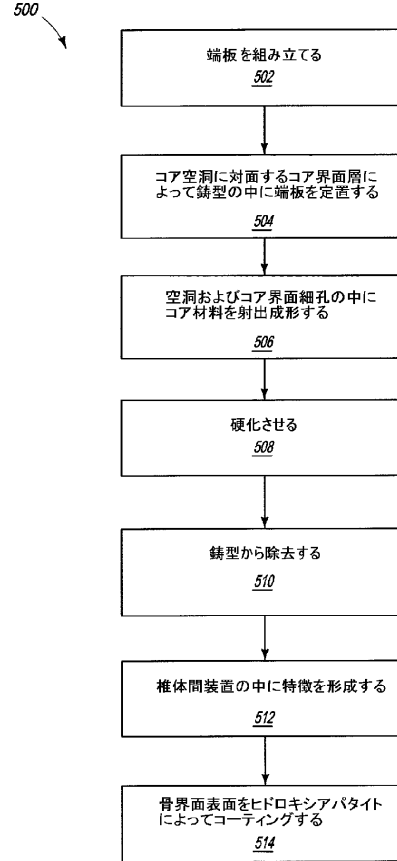 500
端板を組み立てる
502
コア空洞に対面するコア界面層に
よって鋳型の中に端板を定置する
504
空洞およびコア界面細孔の中に
コア材料を射出成形する
506
硬化させる
508
鋳型から除去する
510
椎体間装置の中に特徴を形成する
512
骨界面表面をヒドロキシアパタイト
によってコーティングする
514